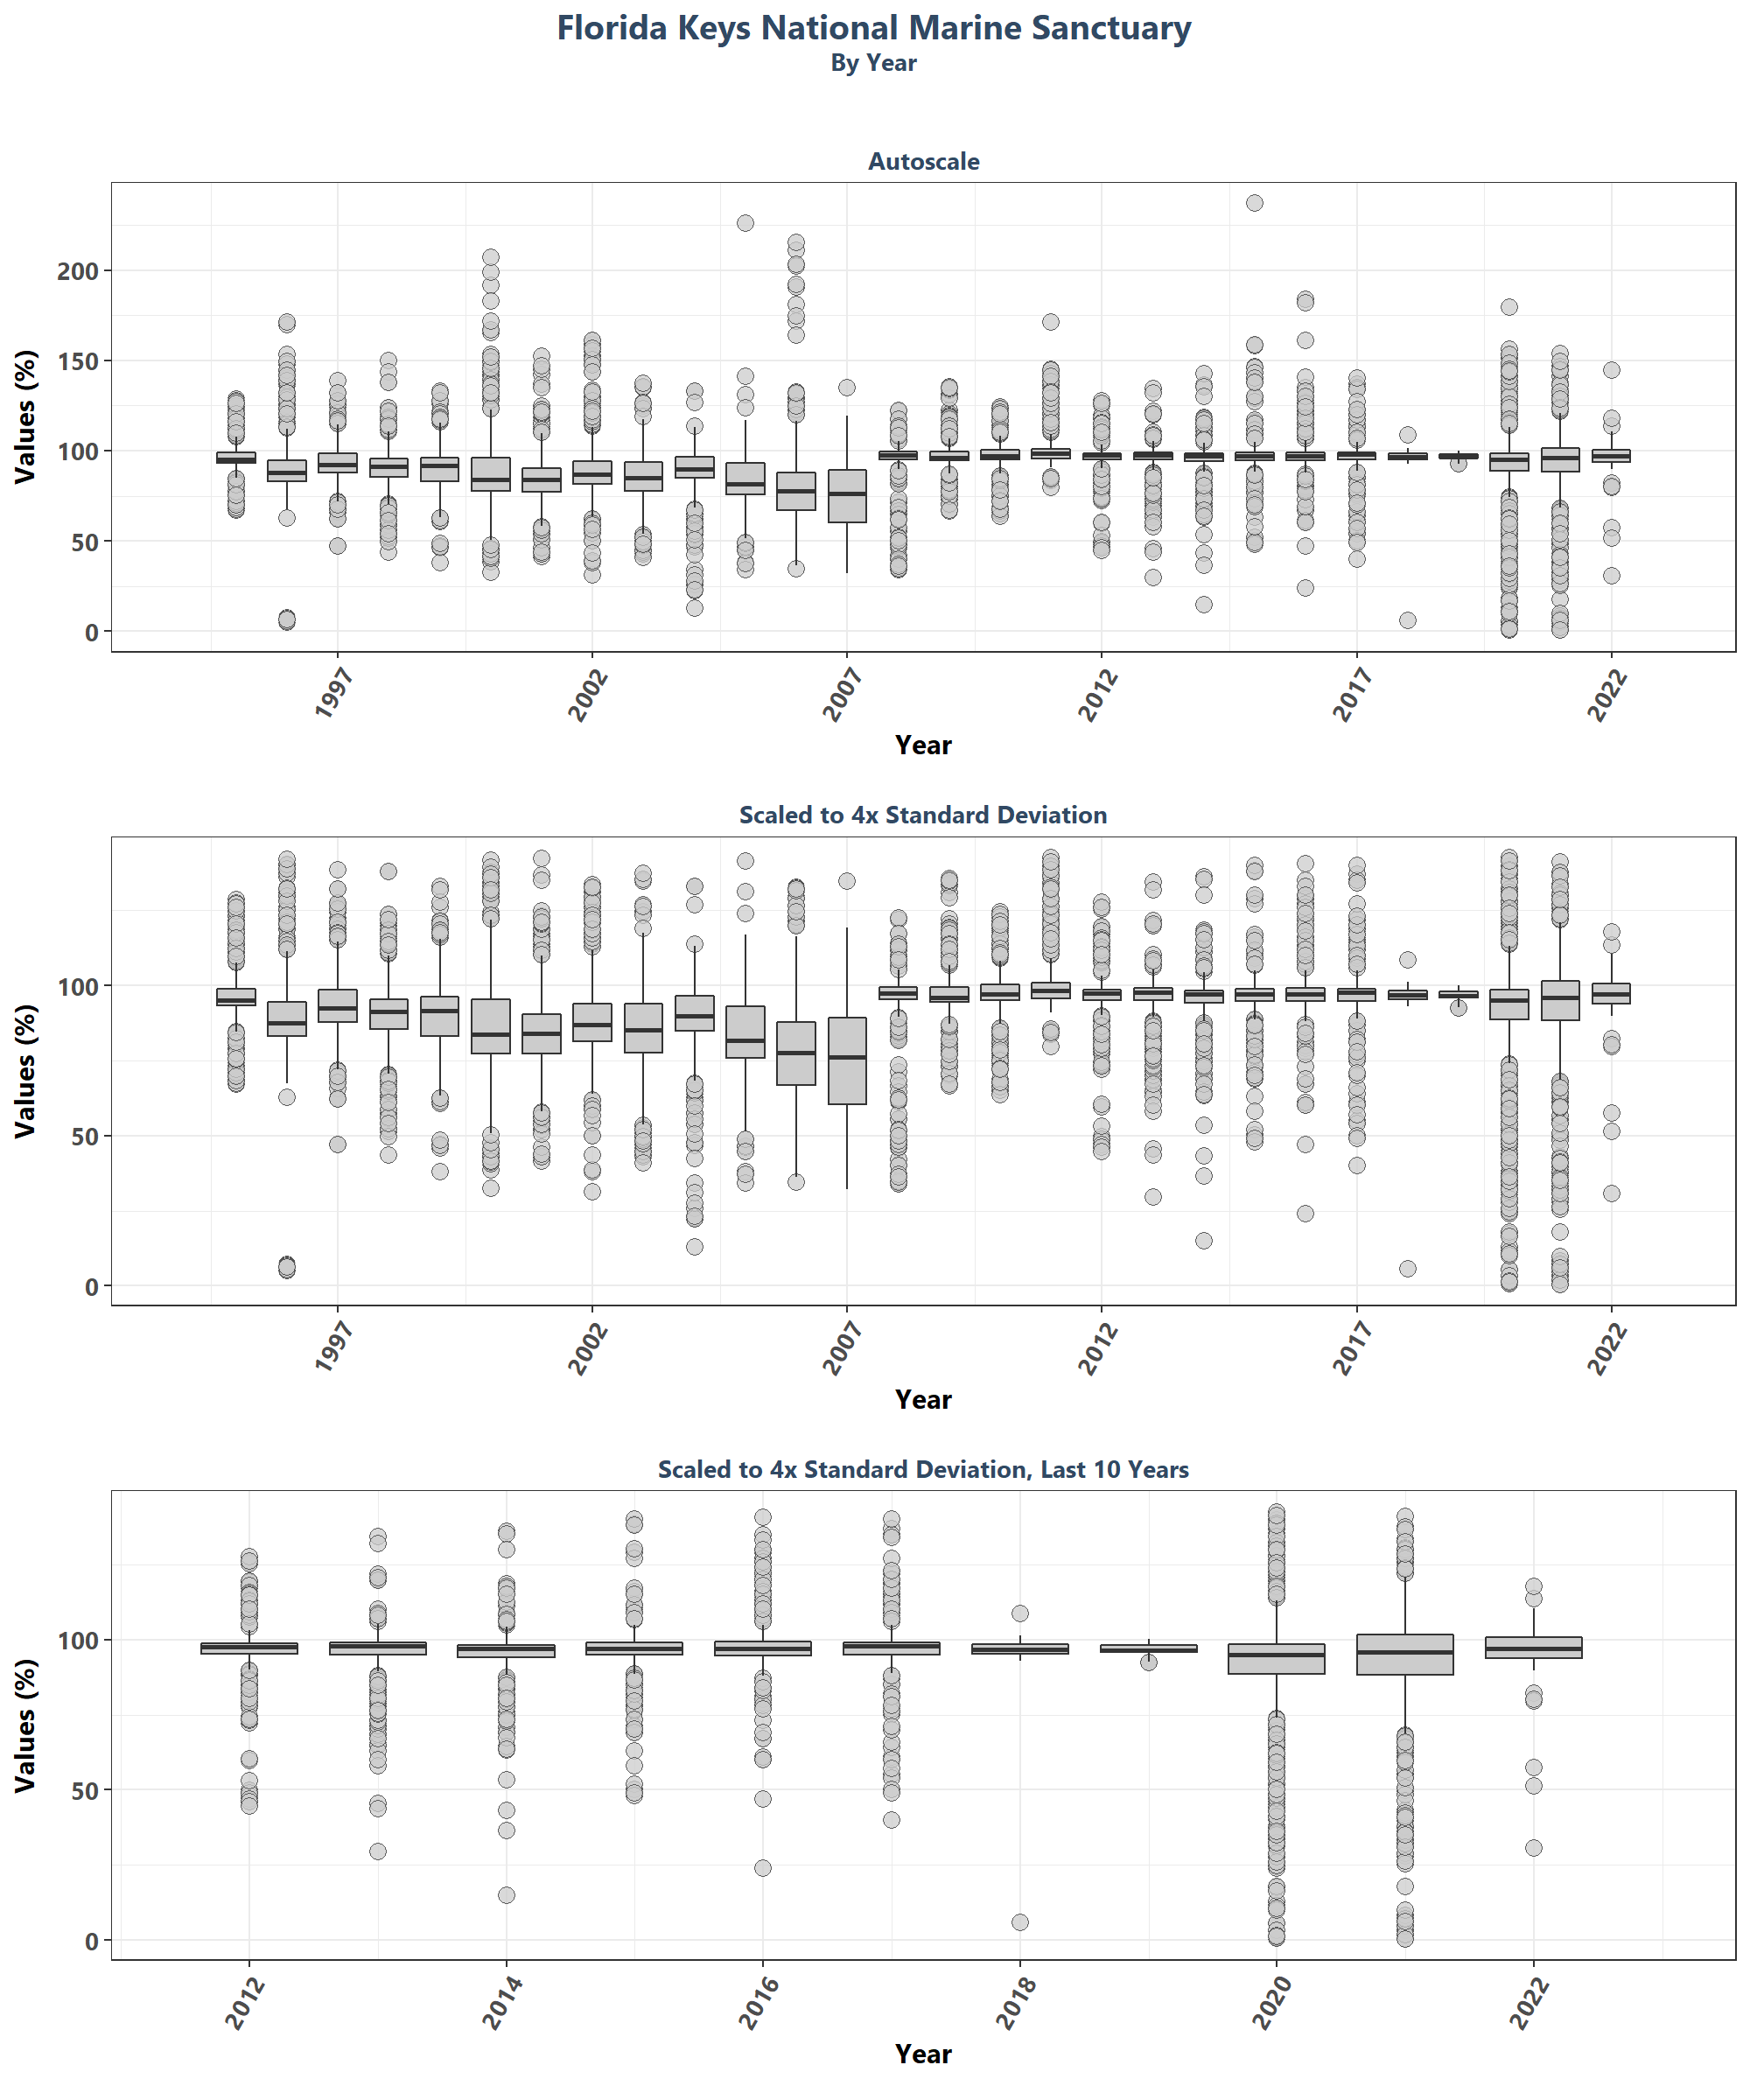 Florida Keys National Marine Sanctuary
By Year
Autoscale
Values (%)
200
150
100
50
0
1997
2002
2007
2012
2017
2022
Year
Scaled to 4x Standard Deviation
Values (%)
100
50
0
1997
2002
2007
2012
2017
2022
Year
Scaled to 4x Standard Deviation, Last 10 Years
Values (%)
100
50
0
2012
2014
2016
2018
2020
2022
Year